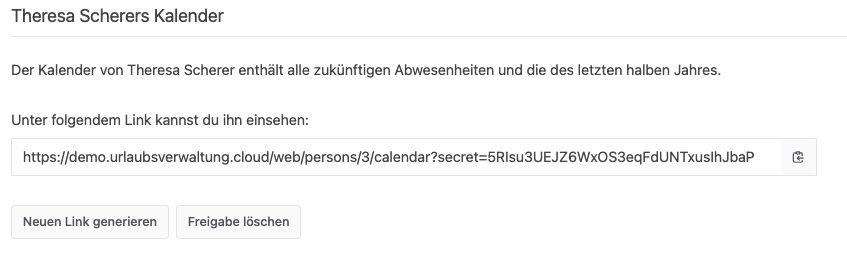 Theresa Scherers Kalender
Der Kalender von Theresa Scherer enthält alle zukünftigen Abwesenheiten und die des letzten halben Jahres.
Unter folgendem Link kannst du ihn einsehen:
https://demo.urlaubsverwaltung.cloud/web/persons/3/calendar?secret=5RIsu3UEJZ6WxOS3eqFdUNTxusIhJbaP
Neuen Link generieren Freigabe löschen